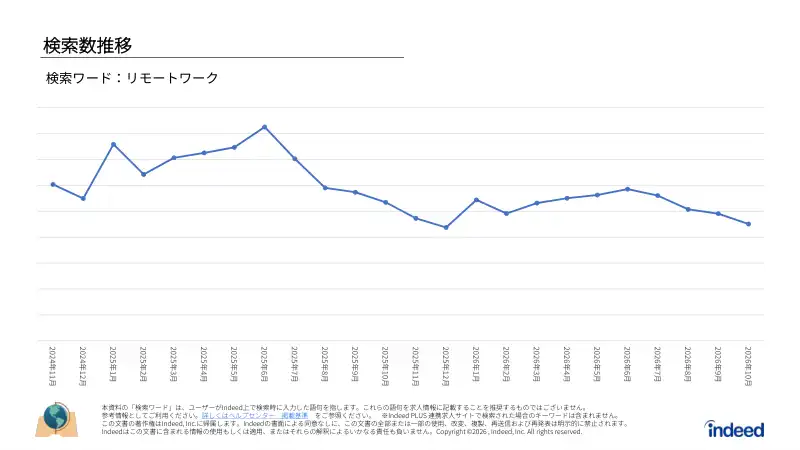 検索数推移
検索ワード：リモートワーク
2024年11月
2024年12月
2025年1月
2025年2月
2025年3月
2025年4月
2025年5月
2025年6月
2025年7月
2025年8月
2025年9月
2025年10月
2025年11月
2025年12月
2026年1月
2026年2月
2026年3月
2026年4月
2026年5月
2026年6月
2026年7月
2026年8月
2026年9月
2026年10月
本資料の「検索ワード」は、ユーザーがIndeed上で検索時に入力した語句を指します。これらの語句を求人情報に記載することを推奨するものではございません。
参考情報としてご利用ください。詳しくはヘルプセンター　掲載基準　をご参照ください。　※Indeed PLUS 連携求人サイトで検索された場合のキーワードは含まれません。
この文書の著作権はIndeed, Inc.に帰属します。Indeedの書面による同意なしに、この文書の全部または一部の使用、改変、複製、再送信および再発表は明示的に禁止されます。
Indeedはこの文書に含まれる情報の使用もしくは適用、またはそれらの解釈によるいかなる責任も負いません。Copyright ©2026 , Indeed, Inc. All rights reserved.
indeed